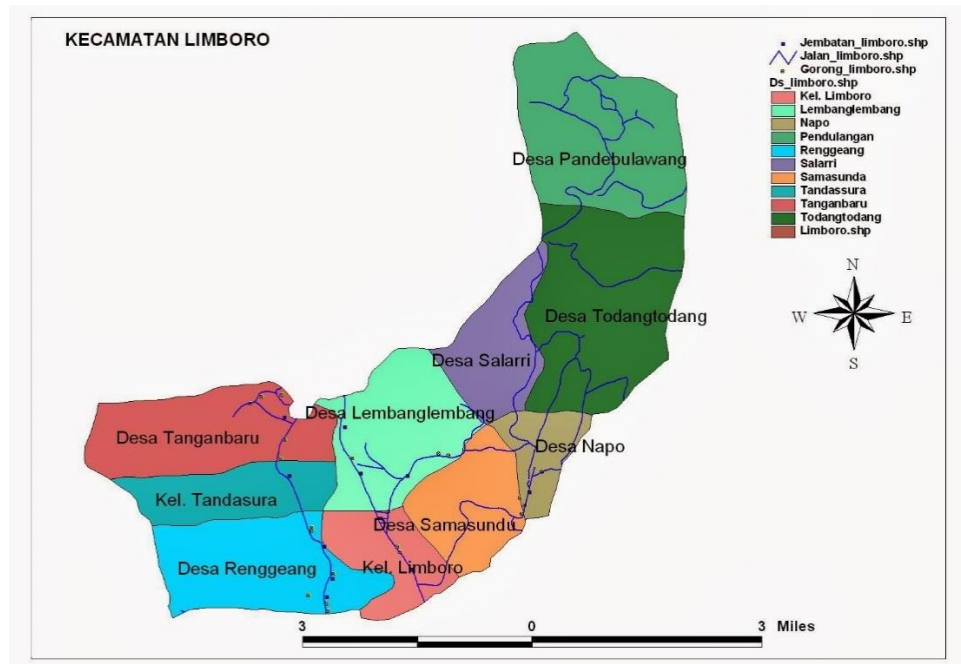 KECAMATAN LIMBORO
Jembatan_limboro.shp
Jalan_limboro.shp
Gorong_limboro.shp
Ds_limboro.shp
Kel. Limboro
Lembanglembang
Napo
Pendulangan
Renggeang
Salarri
Samasunda
Tandassura
Tanganbaru
Todangtodang
Limboro.shp
Desa Pandebulawang
N
W
E
S
Desa Todangtodang
Desa Salarri
Desa Lembanglembang
Desa Tanganbaru
Desa Napo
Kel. Tandasura
Desa Samasundu
Desa Renggeang
Kel. Limboro
3
0
3 Miles